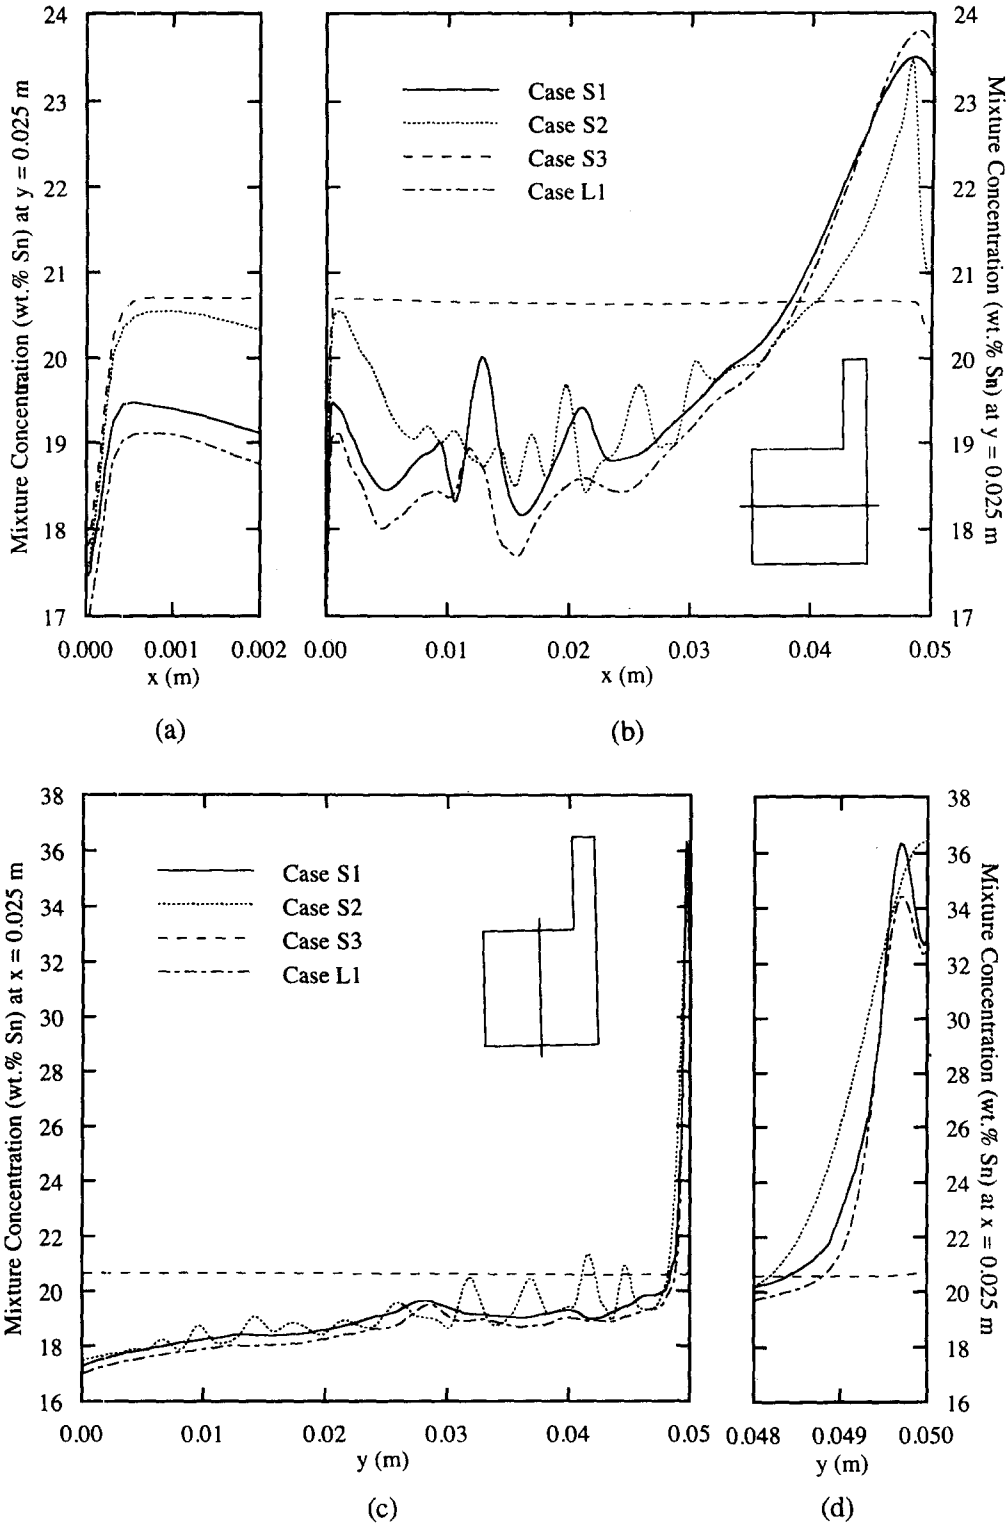 Mixture Concentration (wt.% Sn) at y = 0.025 m
24
23
22
21
20
19
18
17
0.000 0.001 0.002
x (m)
(a)
Case S1
Case S2
Case S3
Case L1
0.00 0.01 0.02 0.03 0.04 0.05
x (m)
(b)
24
23
22
21
20
19
18
17
Mixture Concentration (wt.% Sn) at y = 0.025 m
Mixture Concentration (wt.% Sn) at x = 0.025 m
38
36
34
32
30
28
26
24
22
20
18
16
Case S1
Case S2
Case S3
Case L1
0.00 0.01 0.02 0.03 0.04 0.05
y (m)
(c)
38
36
34
32
30
28
26
24
22
20
18
16
Mixture Concentration (wt.% Sn) at x = 0.025 m
0.048 0.049 0.050
y (m)
(d)